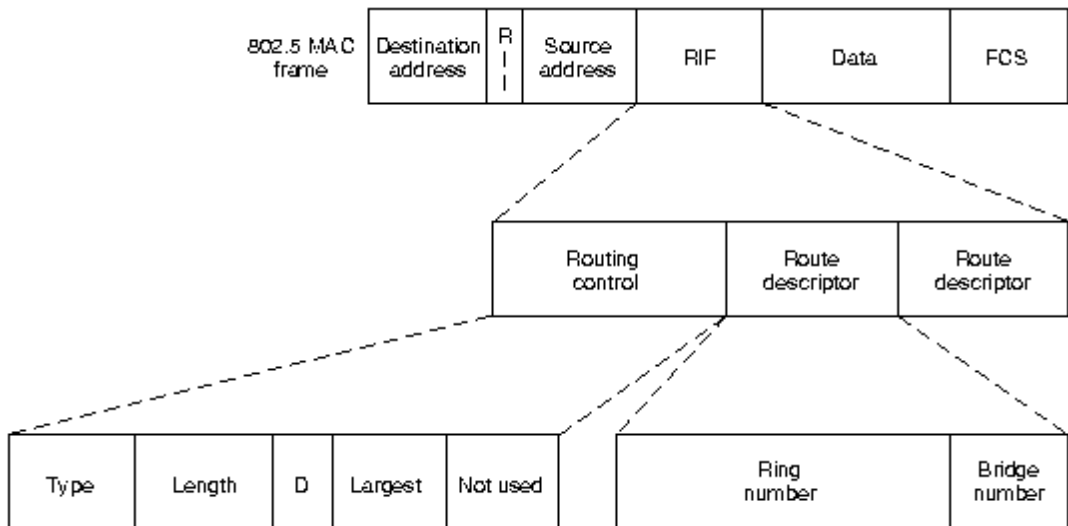 802.5 MAC
frame
Destination
address
R
I
I
Source
address
RIF
Data
FCS
Routing
control
Route
descriptor
Route
descriptor
Type
Length
D
Largest
Not used
Ring
number
Bridge
number